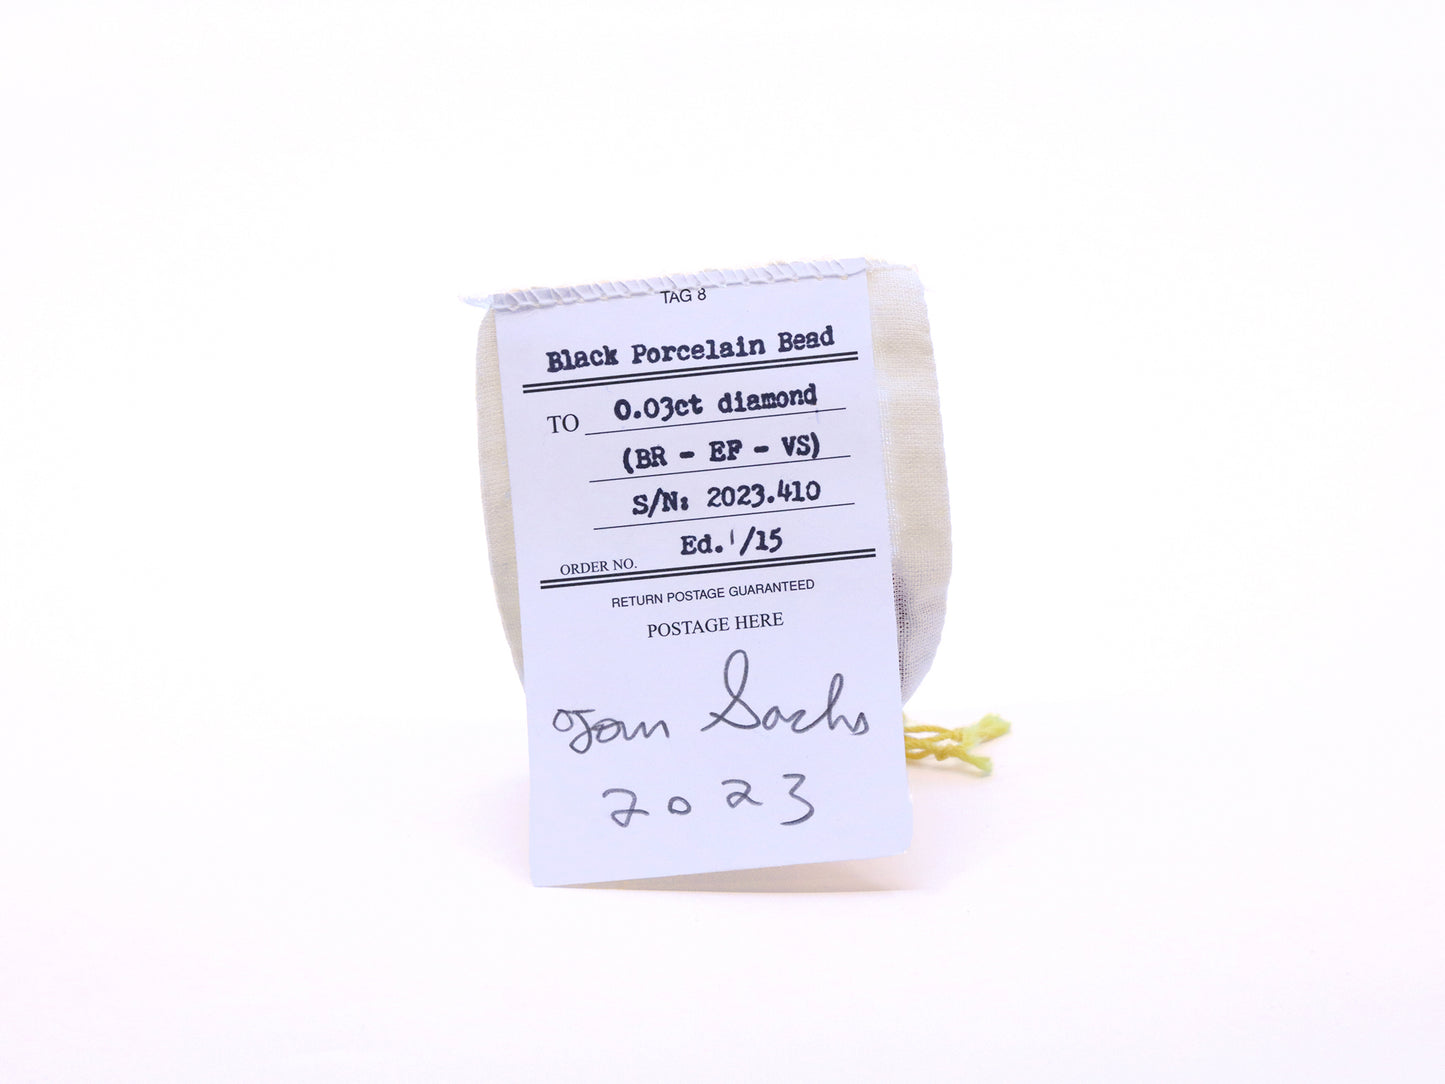 TAG 8
Black Porcelain Bead
TO 0.03ct diamond
(BR - EF - VS)
S/N: 2023.410
Ed. 1/15
ORDER NO.
RETURN POSTAGE GUARANTEED
POSTAGE HERE
Tom Sachs
2023